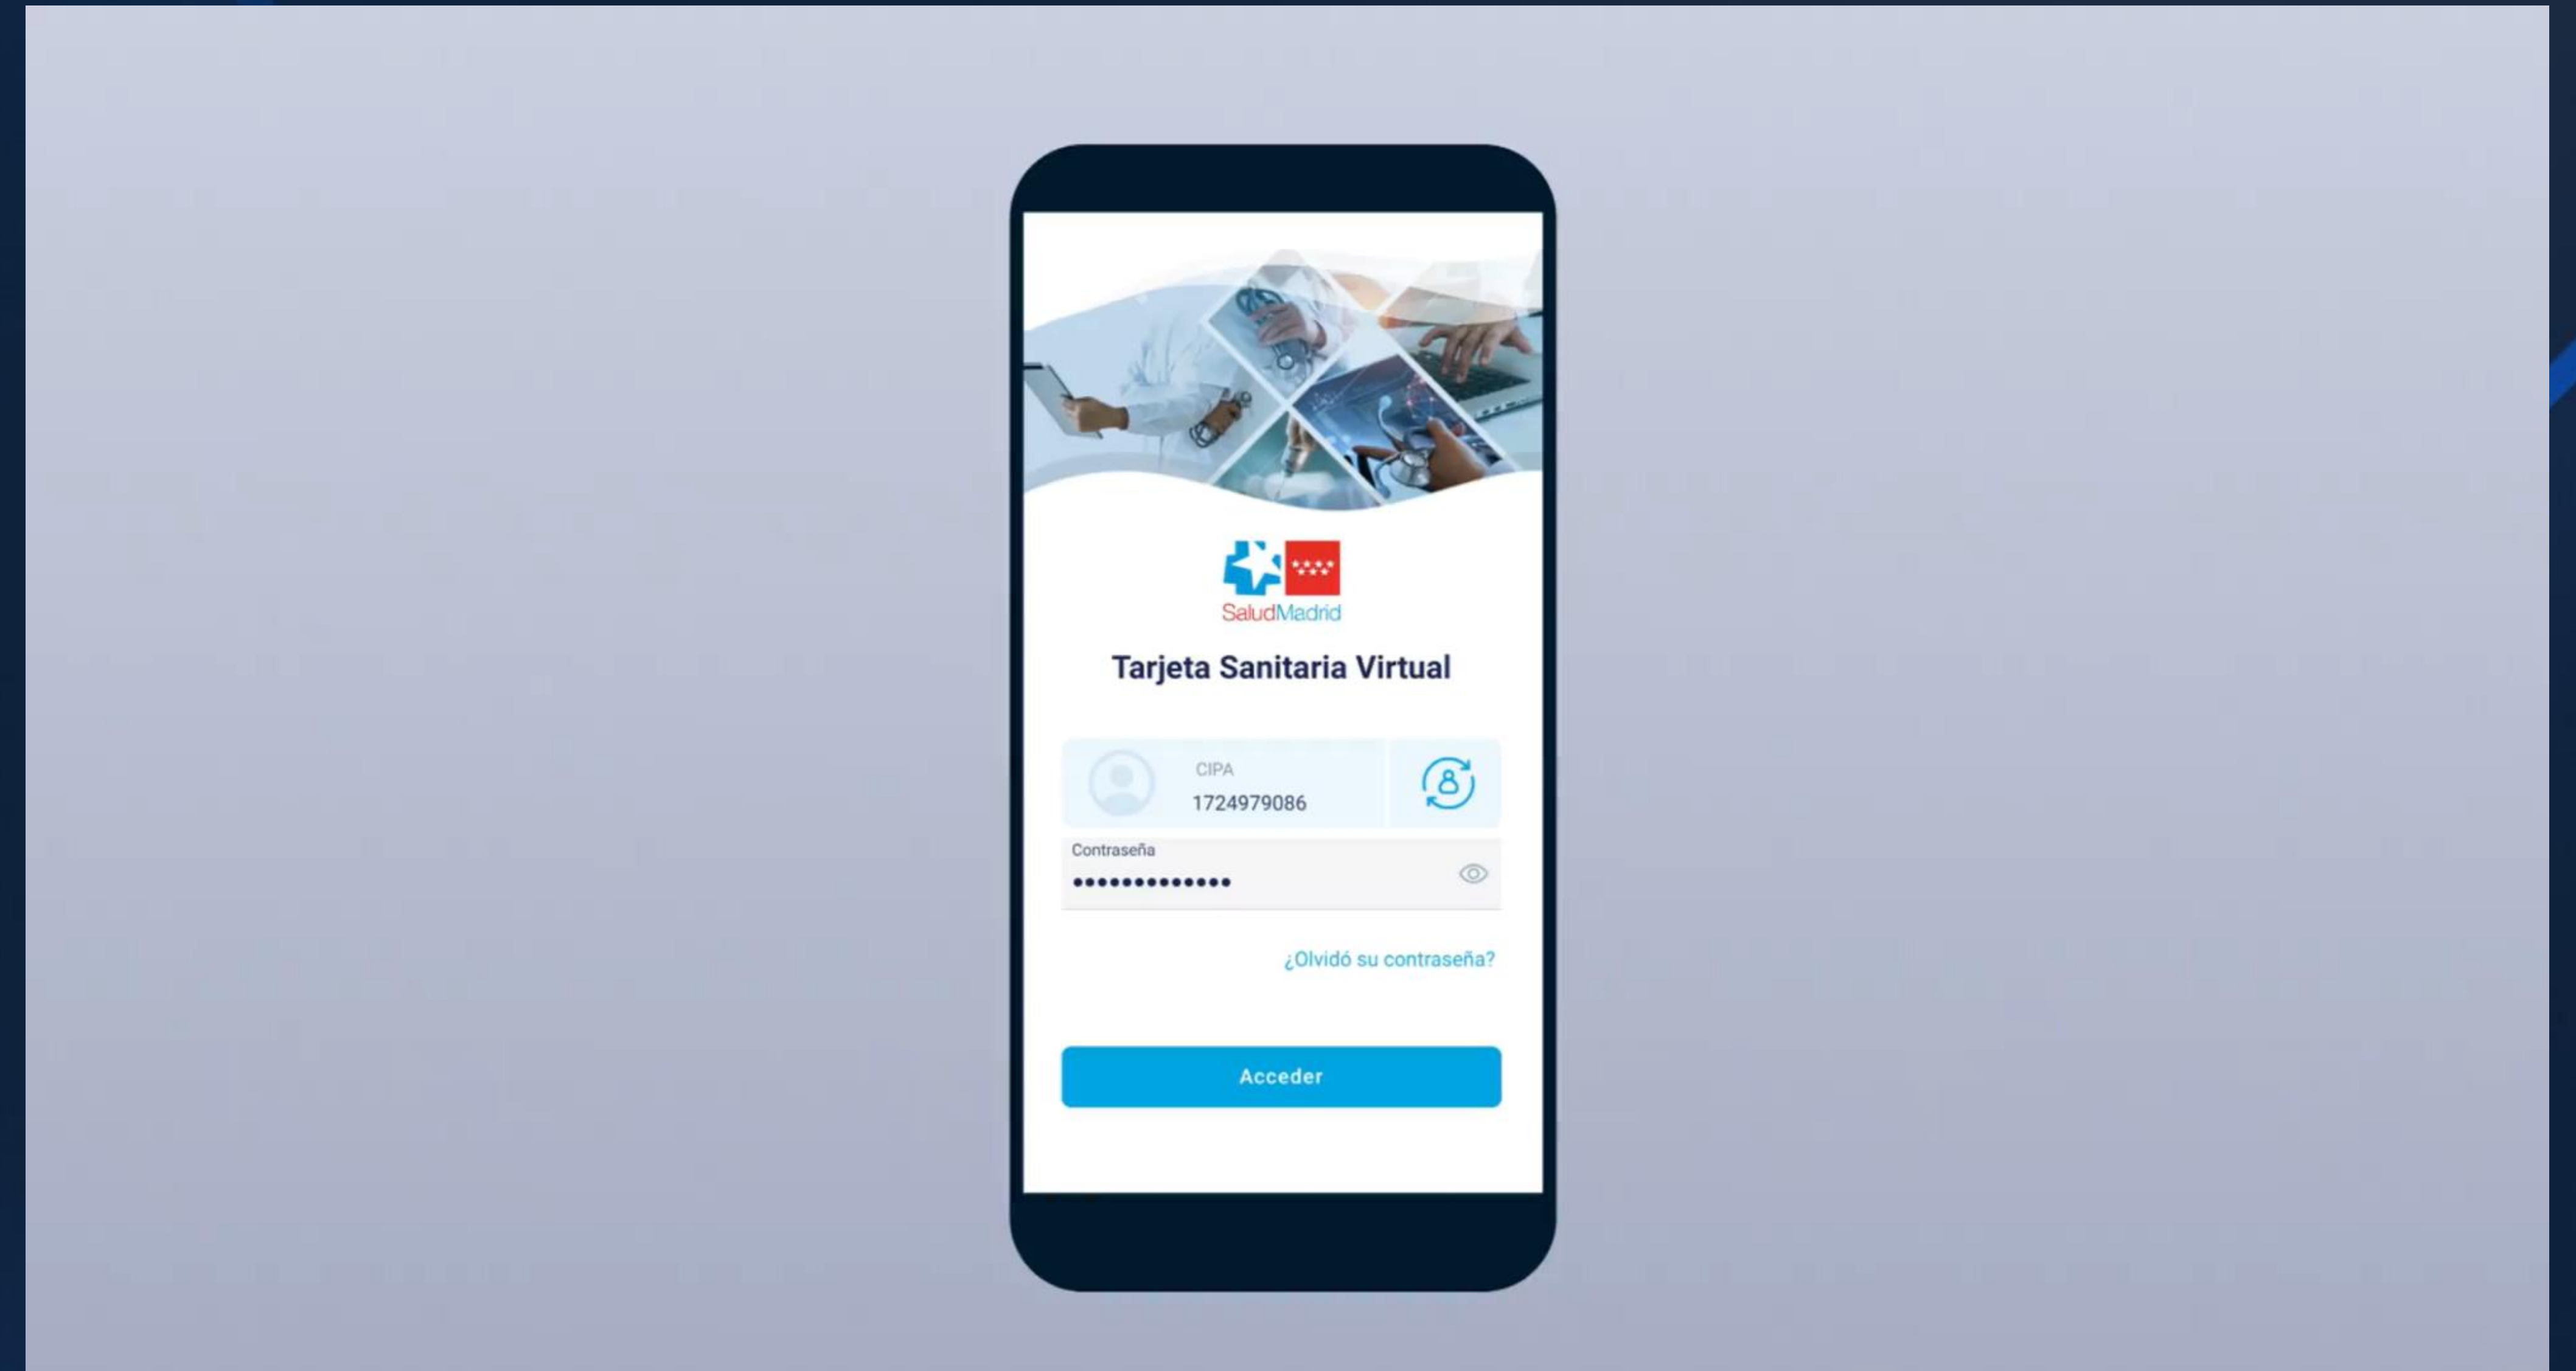 SaludMadrid
Tarjeta Sanitaria Virtual
CIPA
1724979086
Contraseña
•••••••••••••
¿Olvidó su contraseña?
Acceder